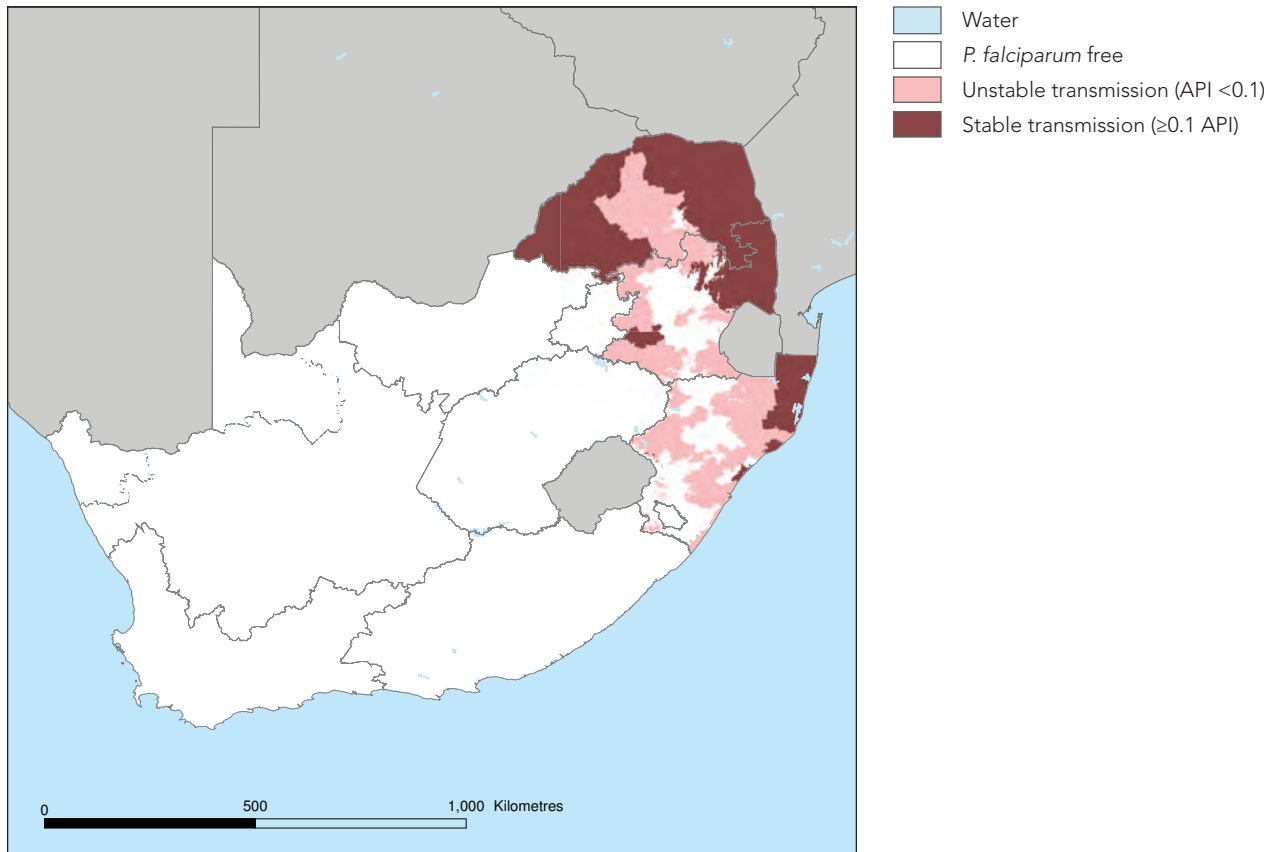 Water
P. falciparum free
Unstable transmission (API <0.1)
Stable transmission (≥0.1 API)
0 500 1,000 Kilometres